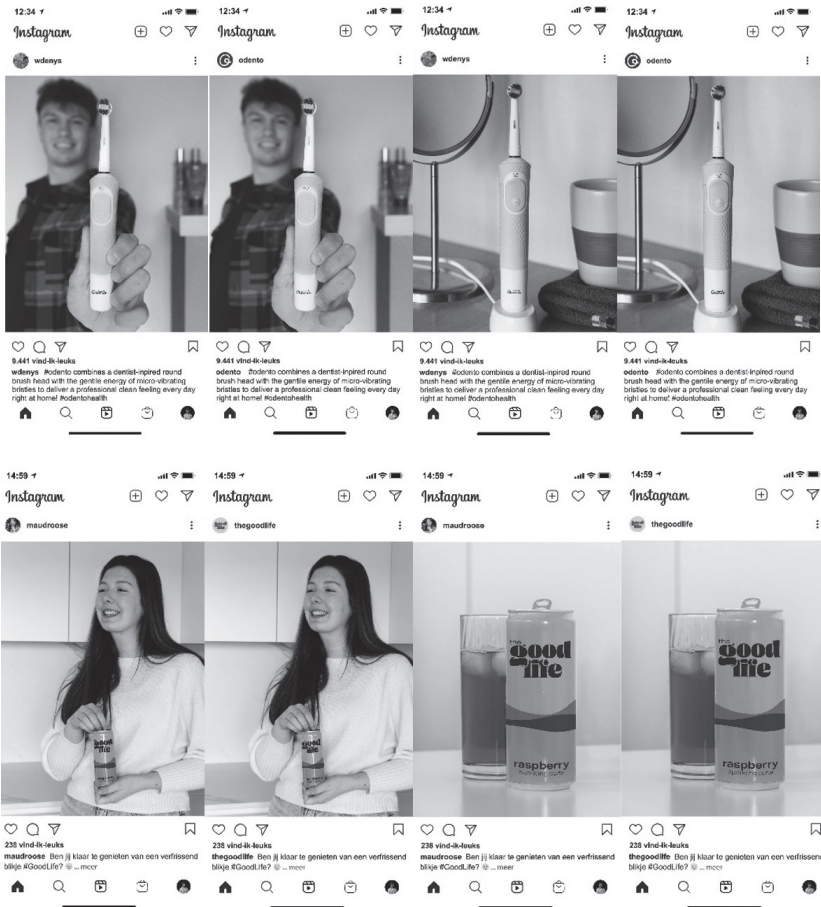 12:34
Instagram
wdenys
9.441 vind-ik-leuks
wdenys #odento combines a dentist-inpired round
brush head with the gentle energy of micro-vibrating
bristles to deliver a professional clean feeling every day
right at home! #odentohealth
12:34
Instagram
odento
9.441 vind-ik-leuks
odento #odento combines a dentist-inpired round
brush head with the gentle energy of micro-vibrating
bristles to deliver a professional clean feeling every day
right at home! #odentohealth
12:34
Instagram
wdenys
9.441 vind-ik-leuks
wdenys #odento combines a dentist-inpired round
brush head with the gentle energy of micro-vibrating
bristles to deliver a professional clean feeling every day
right at home! #odentohealth
12:34
Instagram
odento
9.441 vind-ik-leuks
odento #odento combines a dentist-inpired round
brush head with the gentle energy of micro-vibrating
bristles to deliver a professional clean feeling every day
right at home! #odentohealth
14:59
Instagram
maudroose
good
life
238 vind-ik-leuks
maudroose Ben jij klaar te genieten van een verfrissend
blikje #GoodLife? ... meer
14:59
Instagram
thegoodlife
good
life
238 vind-ik-leuks
thegoodlife Ben jij klaar te genieten van een verfrissend
blikje #GoodLife? ... meer
14:59
Instagram
maudroose
the
good
life
raspberry
238 vind-ik-leuks
maudroose Ben jij klaar te genieten van een verfrissend
blikje #GoodLife? ... meer
14:59
Instagram
thegoodlife
the
good
life
raspberry
238 vind-ik-leuks
thegoodlife Ben jij klaar te genieten van een verfrissend
blikje #GoodLife? ... meer